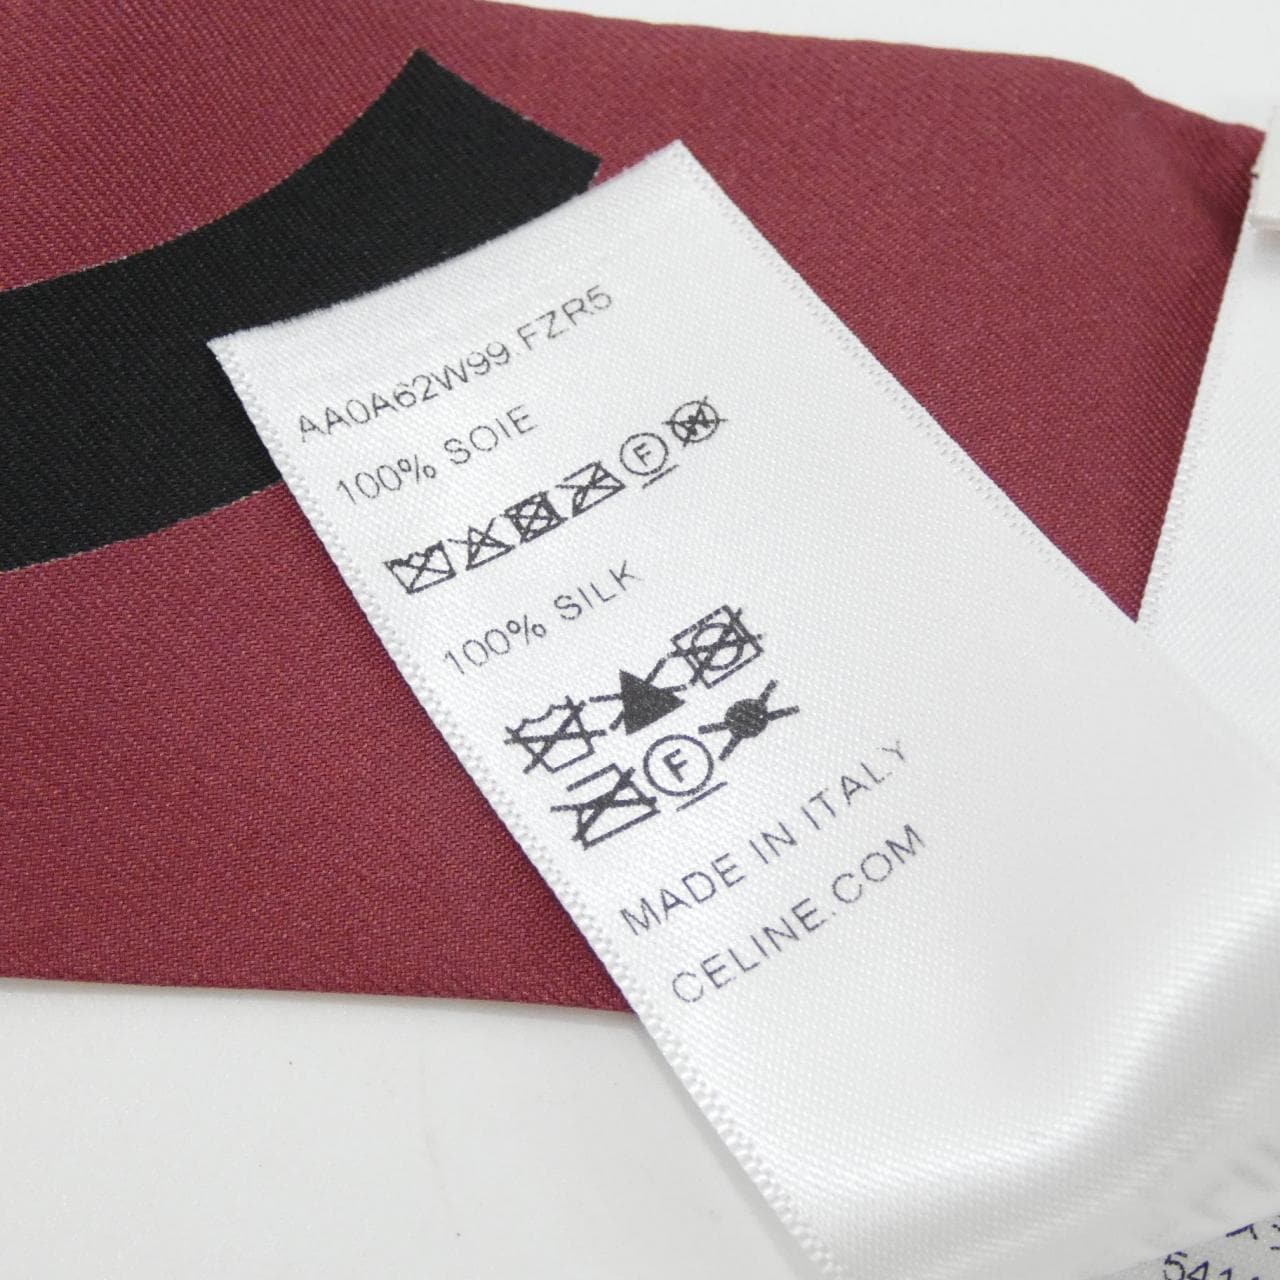 AA0A62W99.FZR5
100% SOIE
F W
100% SILK
F
MADE IN ITALY
CELINE.COM